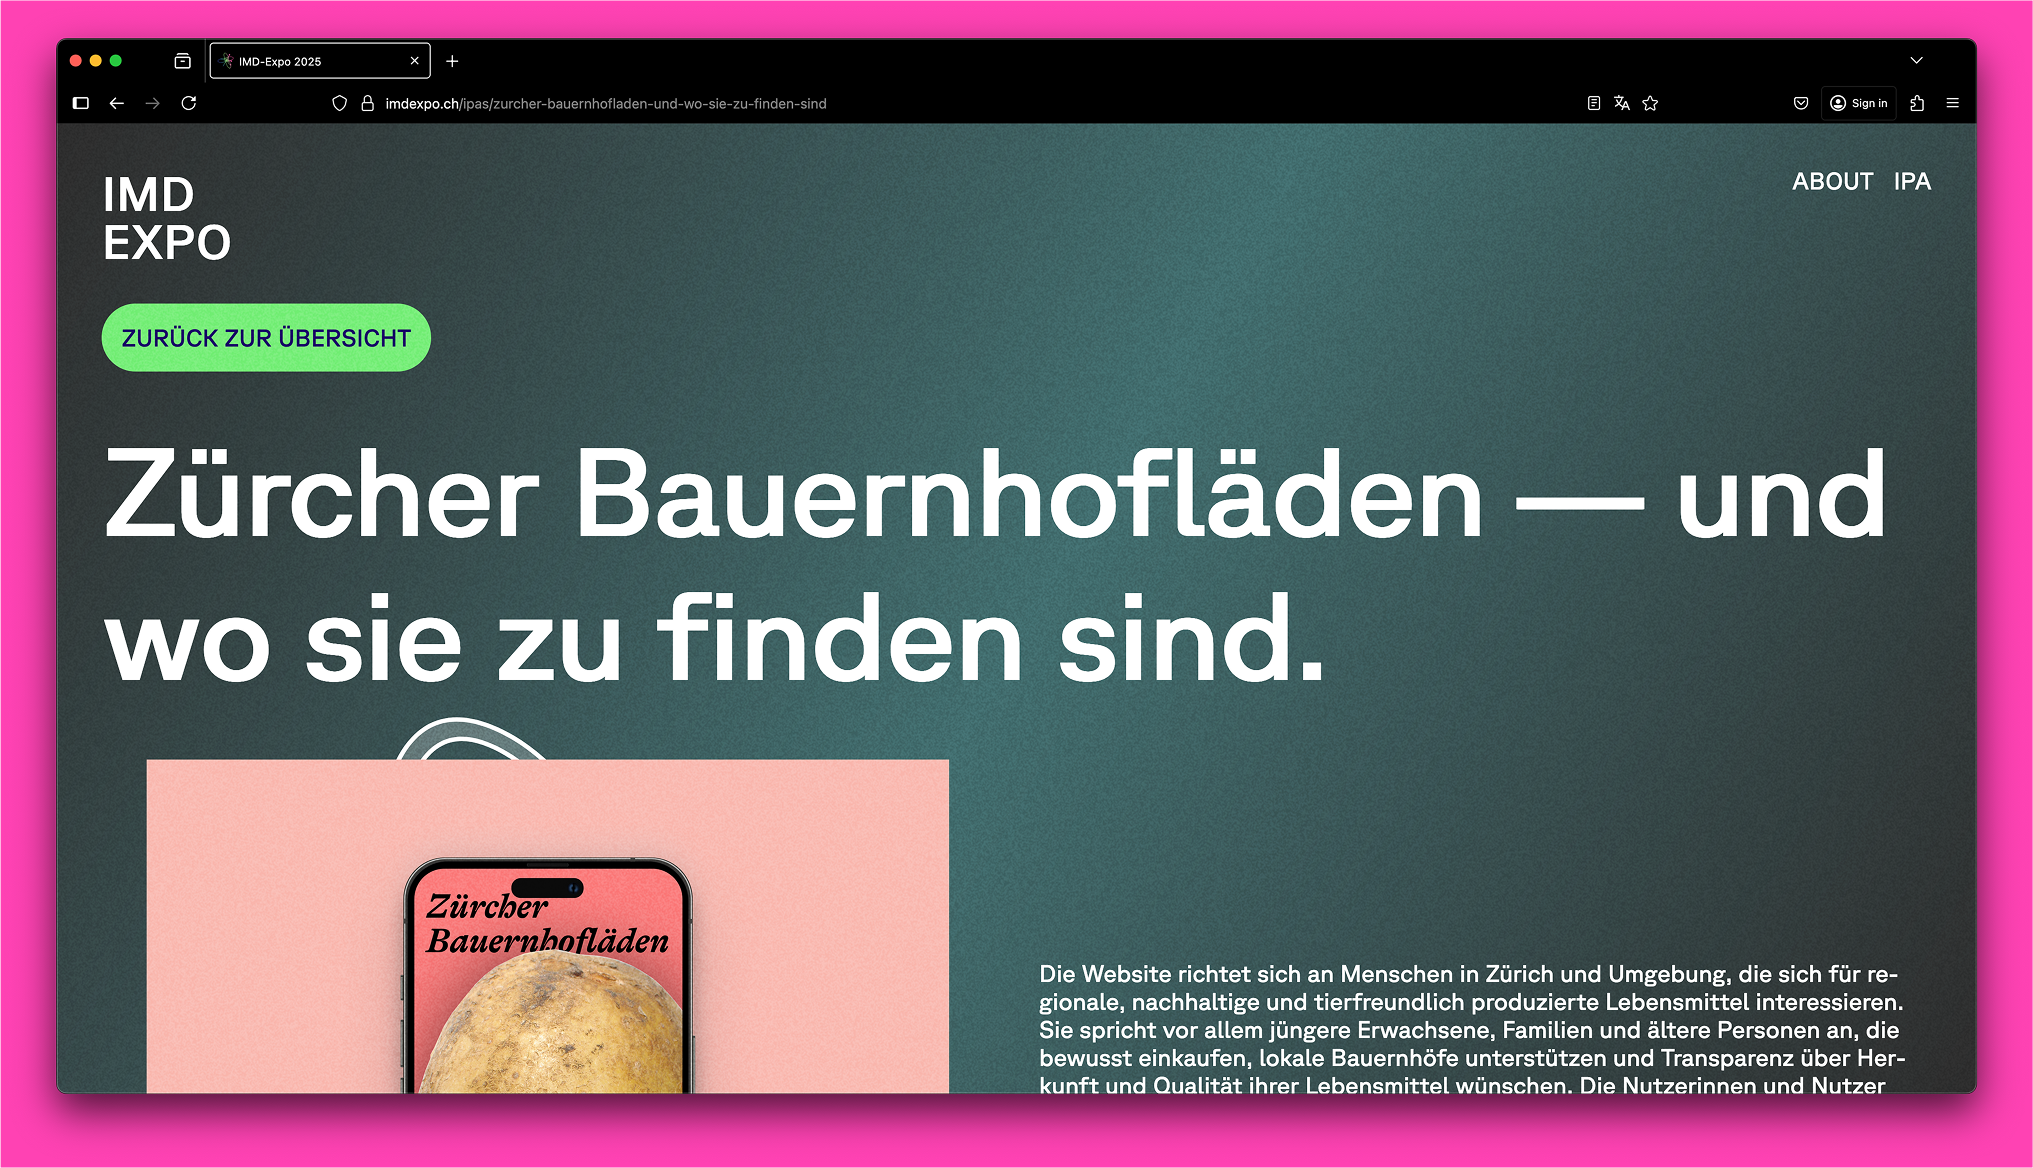 IMD-Expo 2025
imdexpo.ch/ipas/zurcher-bauernhofladen-und-wo-sie-zu-finden-sind
Sign in
IMD
EXPO
ABOUT IPA
ZURÜCK ZUR ÜBERSICHT
Zürcher Bauernhofläden — und
wo sie zu finden sind.
Zürcher
Bauernhofläden
Die Website richtet sich an Menschen in Zürich und Umgebung, die sich für re-
gionale, nachhaltige und tierfreundlich produzierte Lebensmittel interessieren.
Sie spricht vor allem jüngere Erwachsene, Familien und ältere Personen an, die
bewusst einkaufen, lokale Bauernhöfe unterstützen und Transparenz über Her-
kunft und Qualität ihrer Lebensmittel wünschen. Die Nutzerinnen und Nutzer